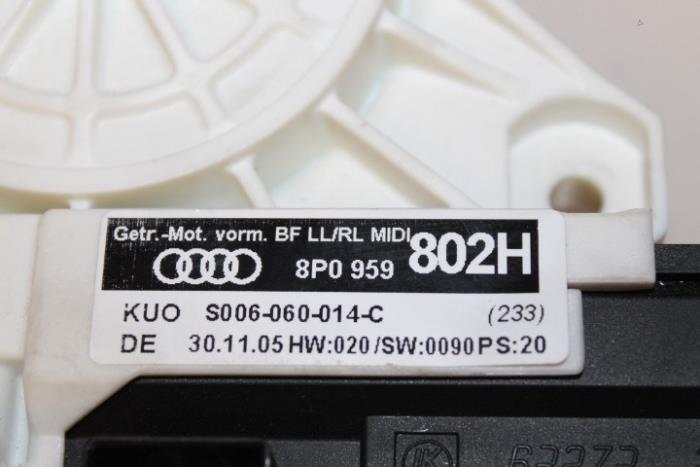 Getr.-Mot. vorm. BF LL/RL MIDI
8P0 959 802H
KUO S006-060-014-C (233)
DE 30.11.05 HW:020/SW:0090 PS:20